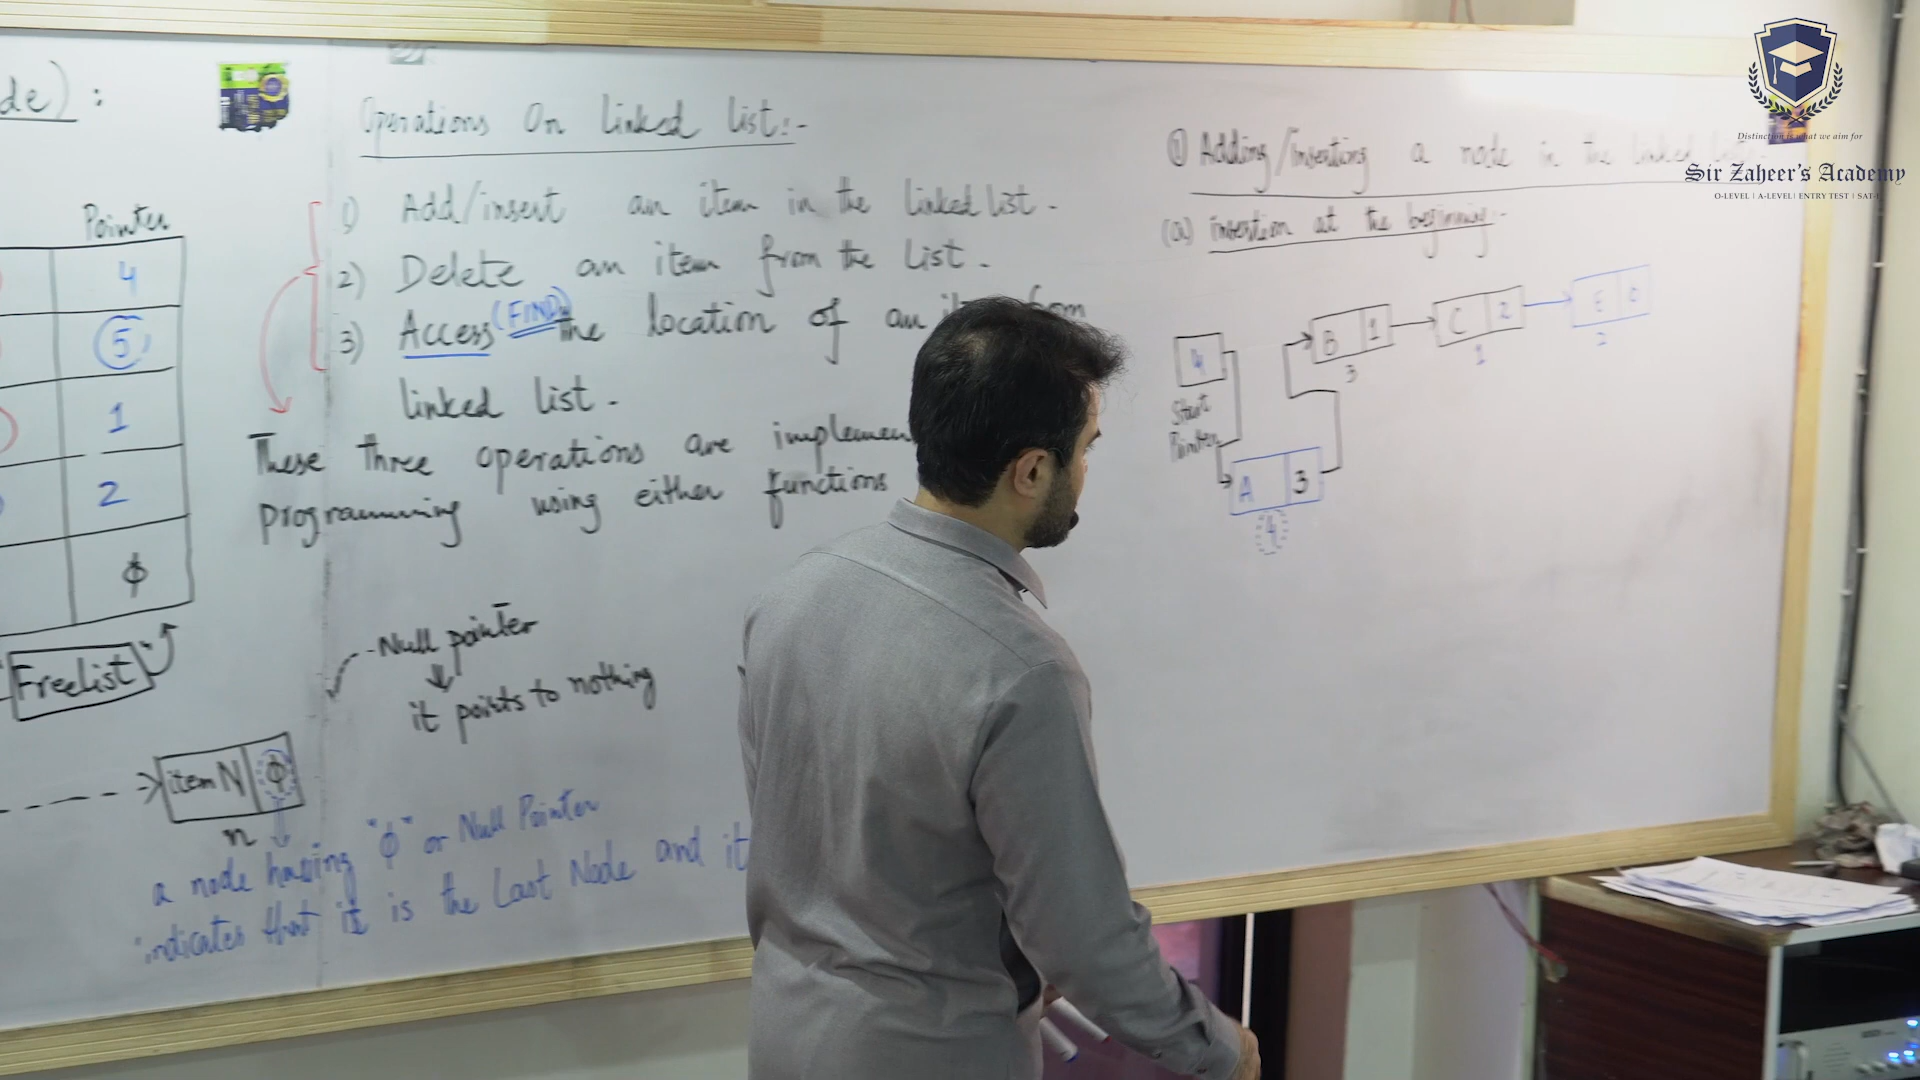 de) :
Pointer
4
5
1
2
φ
"Freelist"
item N φ
n
Operations On linked list:-
1) Add/insert an item in the linked list.
2) Delete an item from the List.
3) Access (FIND) the location of an from
linked list.
These three operations are
programming using either functions
Null pointer
it points to nothing
a node having "φ" or Null Pointer
indicates that it is the Last Node and it
① Adding/inserting a node in the linked
(a) insertion at the beginning:-
4
Start
Pointer
A 3
4
B 1
3
C 2
1
E 0
2
Distinction is what we aim for
Sir Zaheer's Academy
O-LEVEL | A-LEVEL | ENTRY TEST | SAT-I